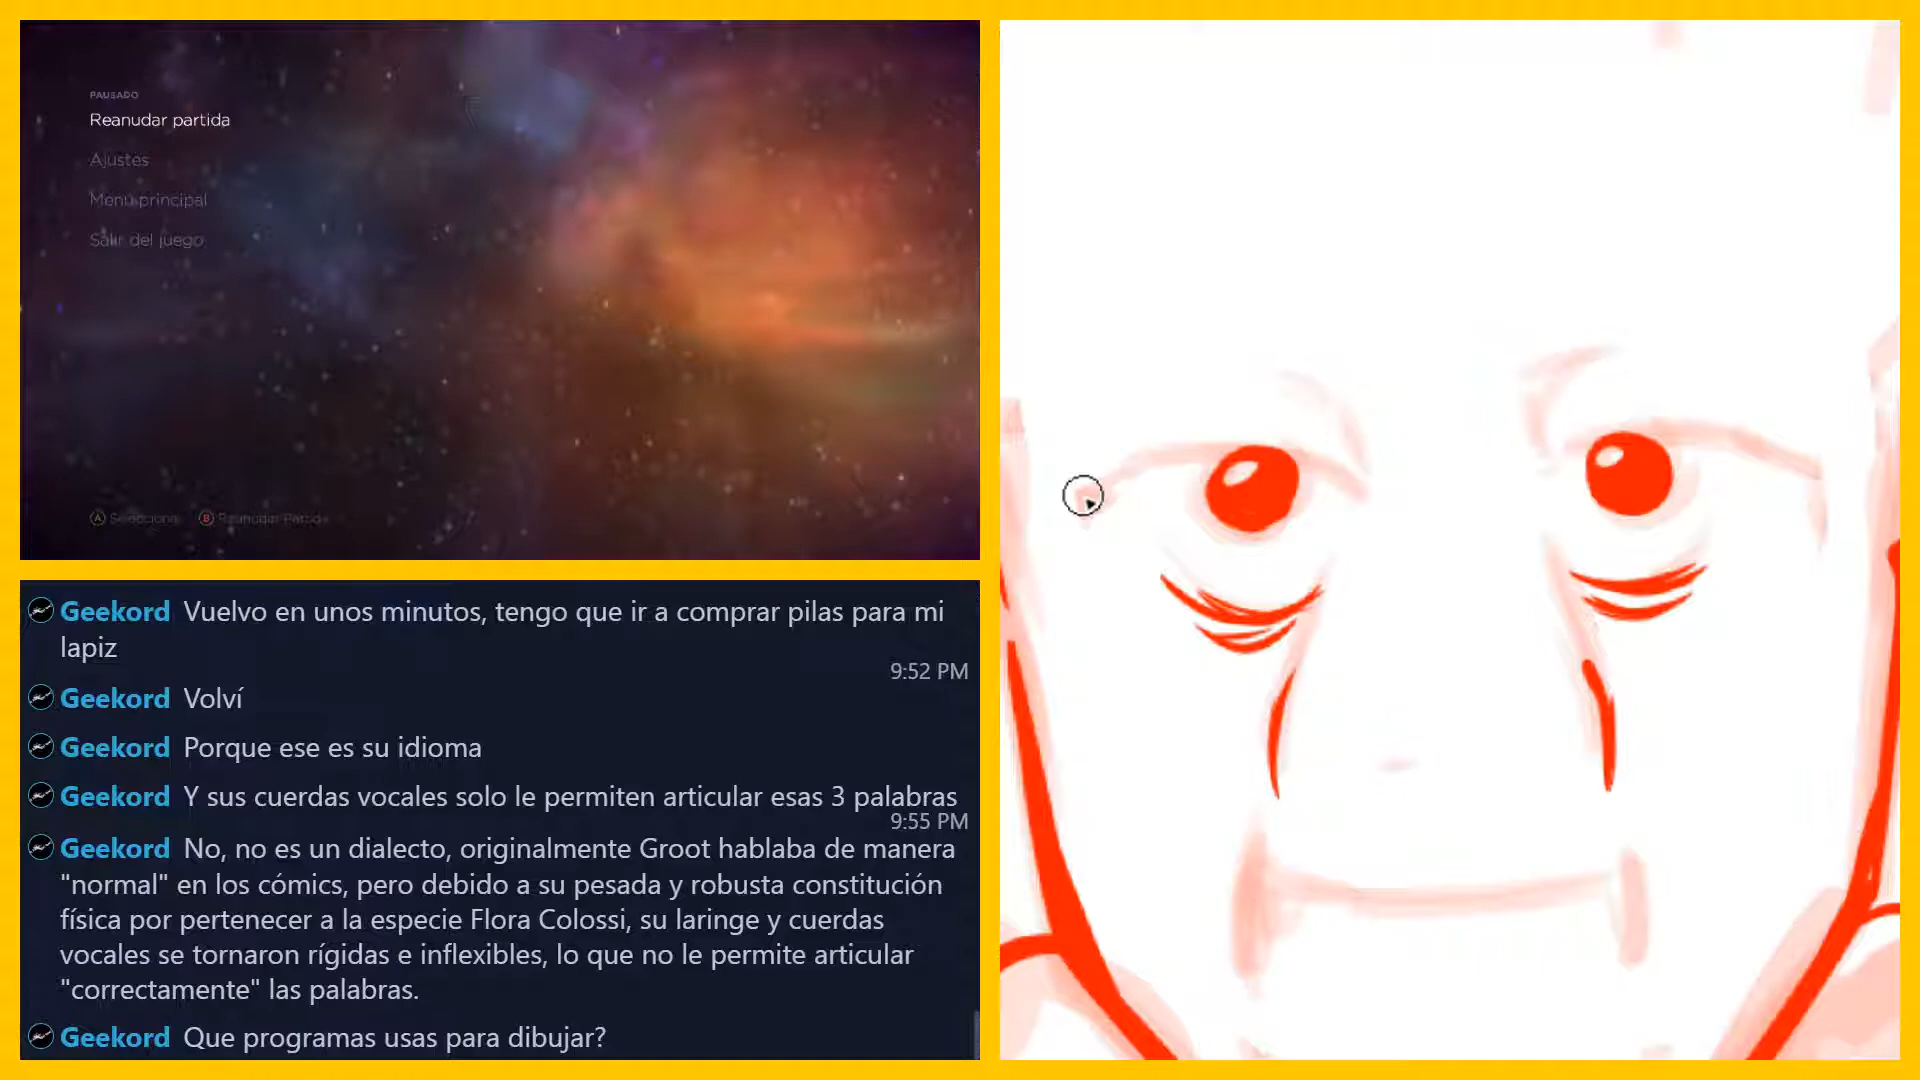 PAUSADO
Reanudar partida
Ajustes
Menú principal
Salir del juego
A Seleccionar B Reanudar Partida
Geekord Vuelvo en unos minutos, tengo que ir a comprar pilas para mi
lapiz
9:52 PM
Geekord Volví
Geekord Porque ese es su idioma
Geekord Y sus cuerdas vocales solo le permiten articular esas 3 palabras
9:55 PM
Geekord No, no es un dialecto, originalmente Groot hablaba de manera
"normal" en los cómics, pero debido a su pesada y robusta constitución
física por pertenecer a la especie Flora Colossi, su laringe y cuerdas
vocales se tornaron rígidas e inflexibles, lo que no le permite articular
"correctamente" las palabras.
Geekord Que programas usas para dibujar?